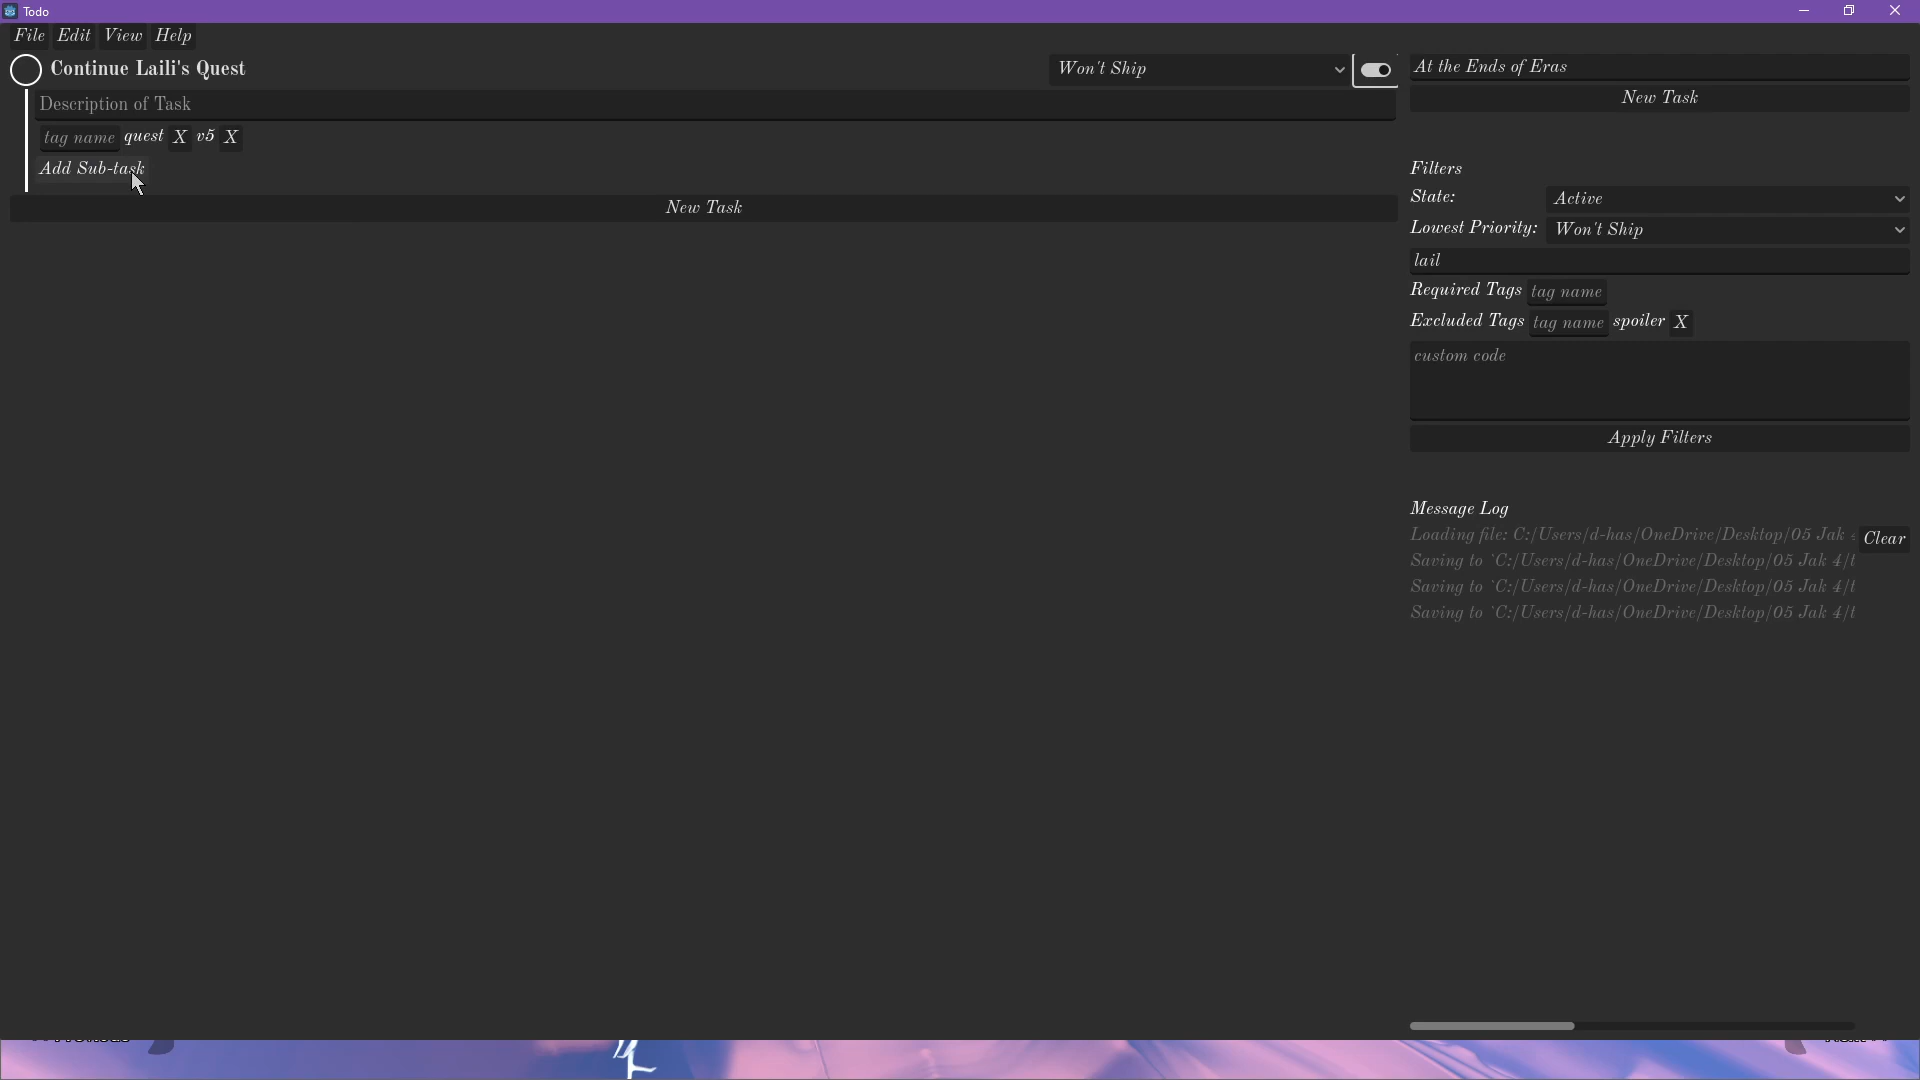 Todo
File Edit View Help
Continue Laili's Quest Won't Ship
Description of Task
tag name quest X v5 X
Add Sub-task
New Task
At the Ends of Eras
New Task
Filters
State: Active
Lowest Priority: Won't Ship
lail
Required Tags tag name
Excluded Tags tag name spoiler X
custom code
Apply Filters
Message Log
Loading file: C:/Users/d-has/OneDrive/Desktop/05 Jak
Clear
Saving to `C:/Users/d-has/OneDrive/Desktop/05 Jak 4/t
Saving to `C:/Users/d-has/OneDrive/Desktop/05 Jak 4/t
Saving to `C:/Users/d-has/OneDrive/Desktop/05 Jak 4/t